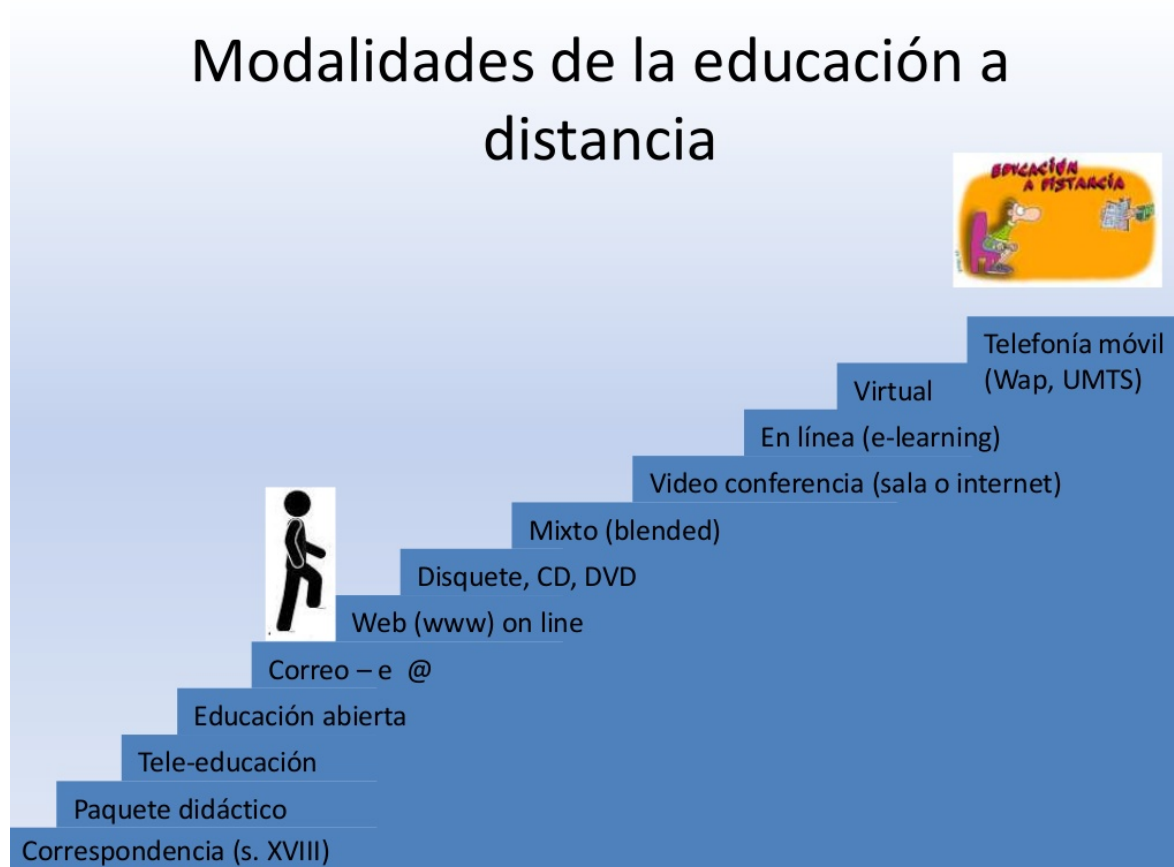 Modalidades de la educación a
distancia
EDUCACIÓN
A DISTANCIA
Telefonía móvil
(Wap, UMTS)
Virtual
En línea (e-learning)
Video conferencia (sala o internet)
Mixto (blended)
Disquete, CD, DVD
Web (www) on line
Correo – e  @
Educación abierta
Tele-educación
Paquete didáctico
Correspondencia (s. XVIII)